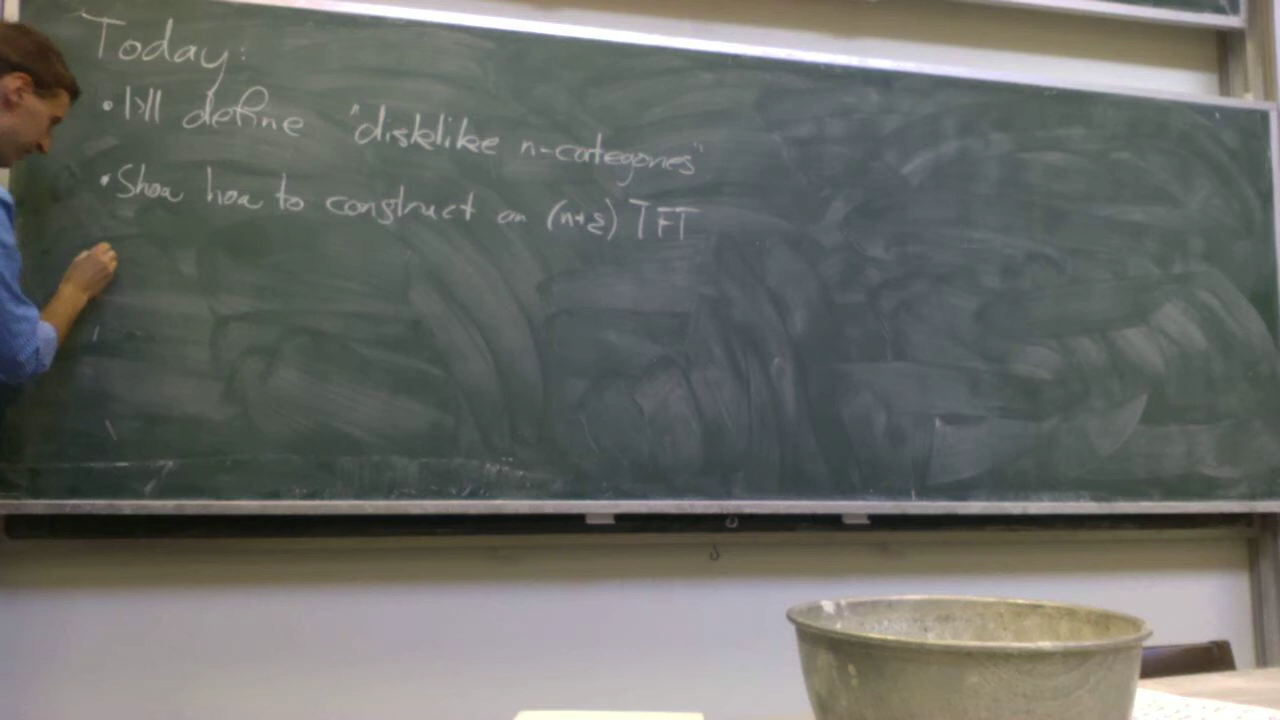 Today:
• I'll define "disklike n-categories"
• Show how to construct an (n+ε) TFT